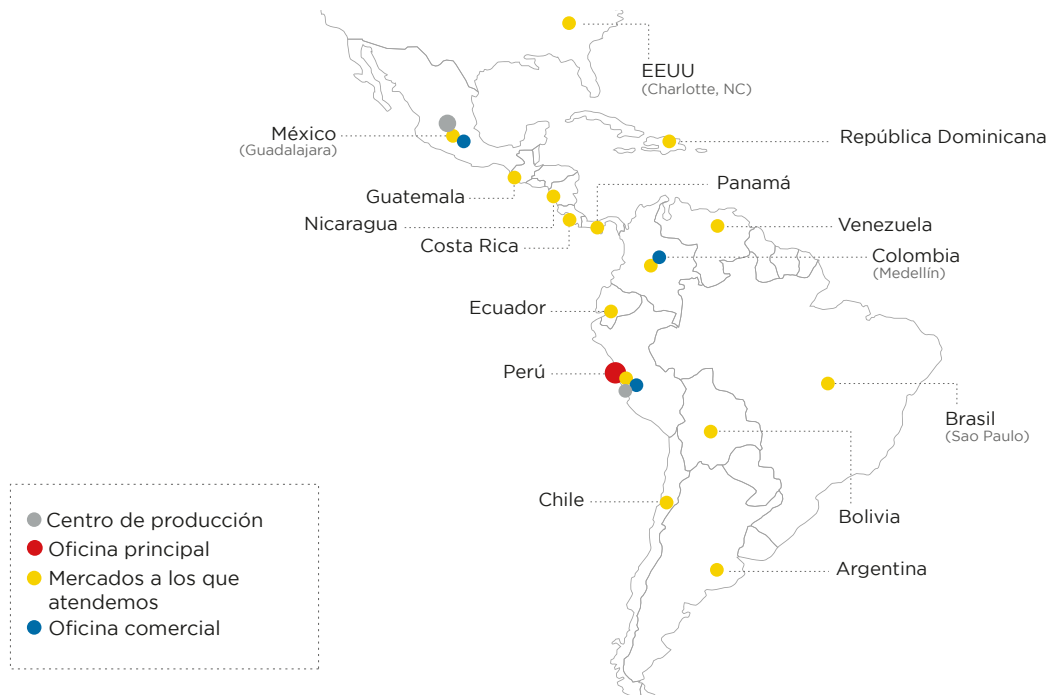 EEUU
(Charlotte, NC)
México
(Guadalajara)
República Dominicana
Guatemala
Panamá
Nicaragua
Venezuela
Costa Rica
Colombia
(Medellín)
Ecuador
Perú
Brasil
(Sao Paulo)
Chile
Bolivia
Argentina
Centro de producción
Oficina principal
Mercados a los que
atendemos
Oficina comercial